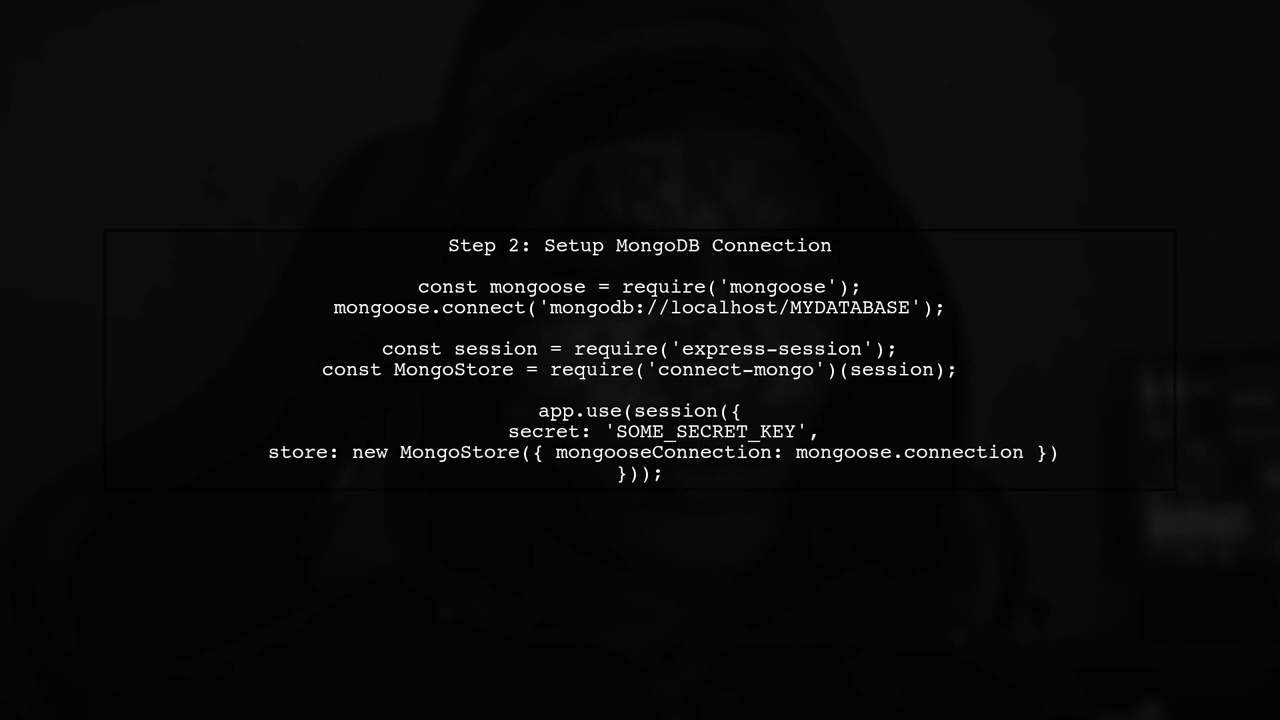 Step 2: Setup MongoDB Connection
const mongoose = require('mongoose');
mongoose.connect('mongodb://localhost/MYDATABASE');
const session = require('express-session');
const MongoStore = require('connect-mongo')(session);
app.use(session({
secret: 'SOME_SECRET_KEY',
store: new MongoStore({ mongooseConnection: mongoose.connection })
}));